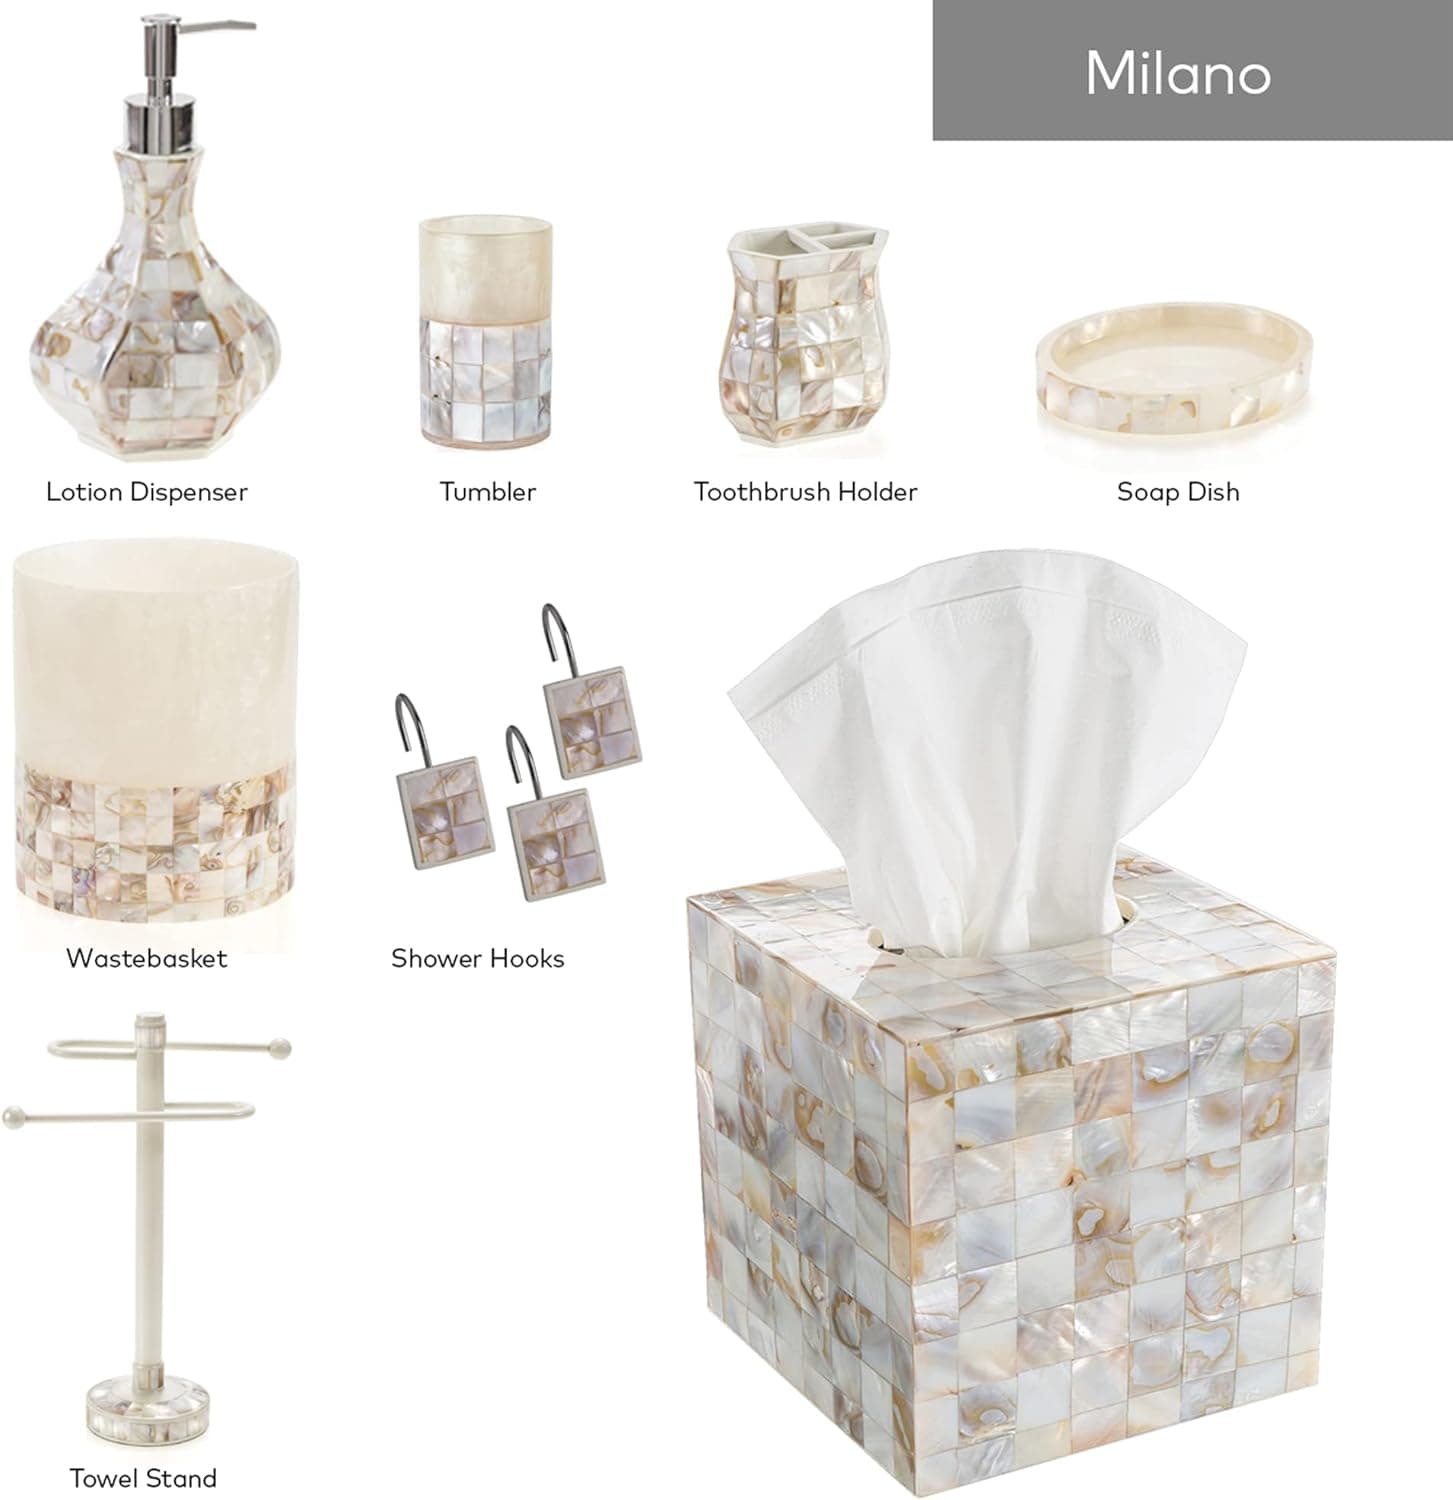 Milano
Lotion Dispenser
Tumbler
Toothbrush Holder
Soap Dish
Wastebasket
Shower Hooks
Towel Stand